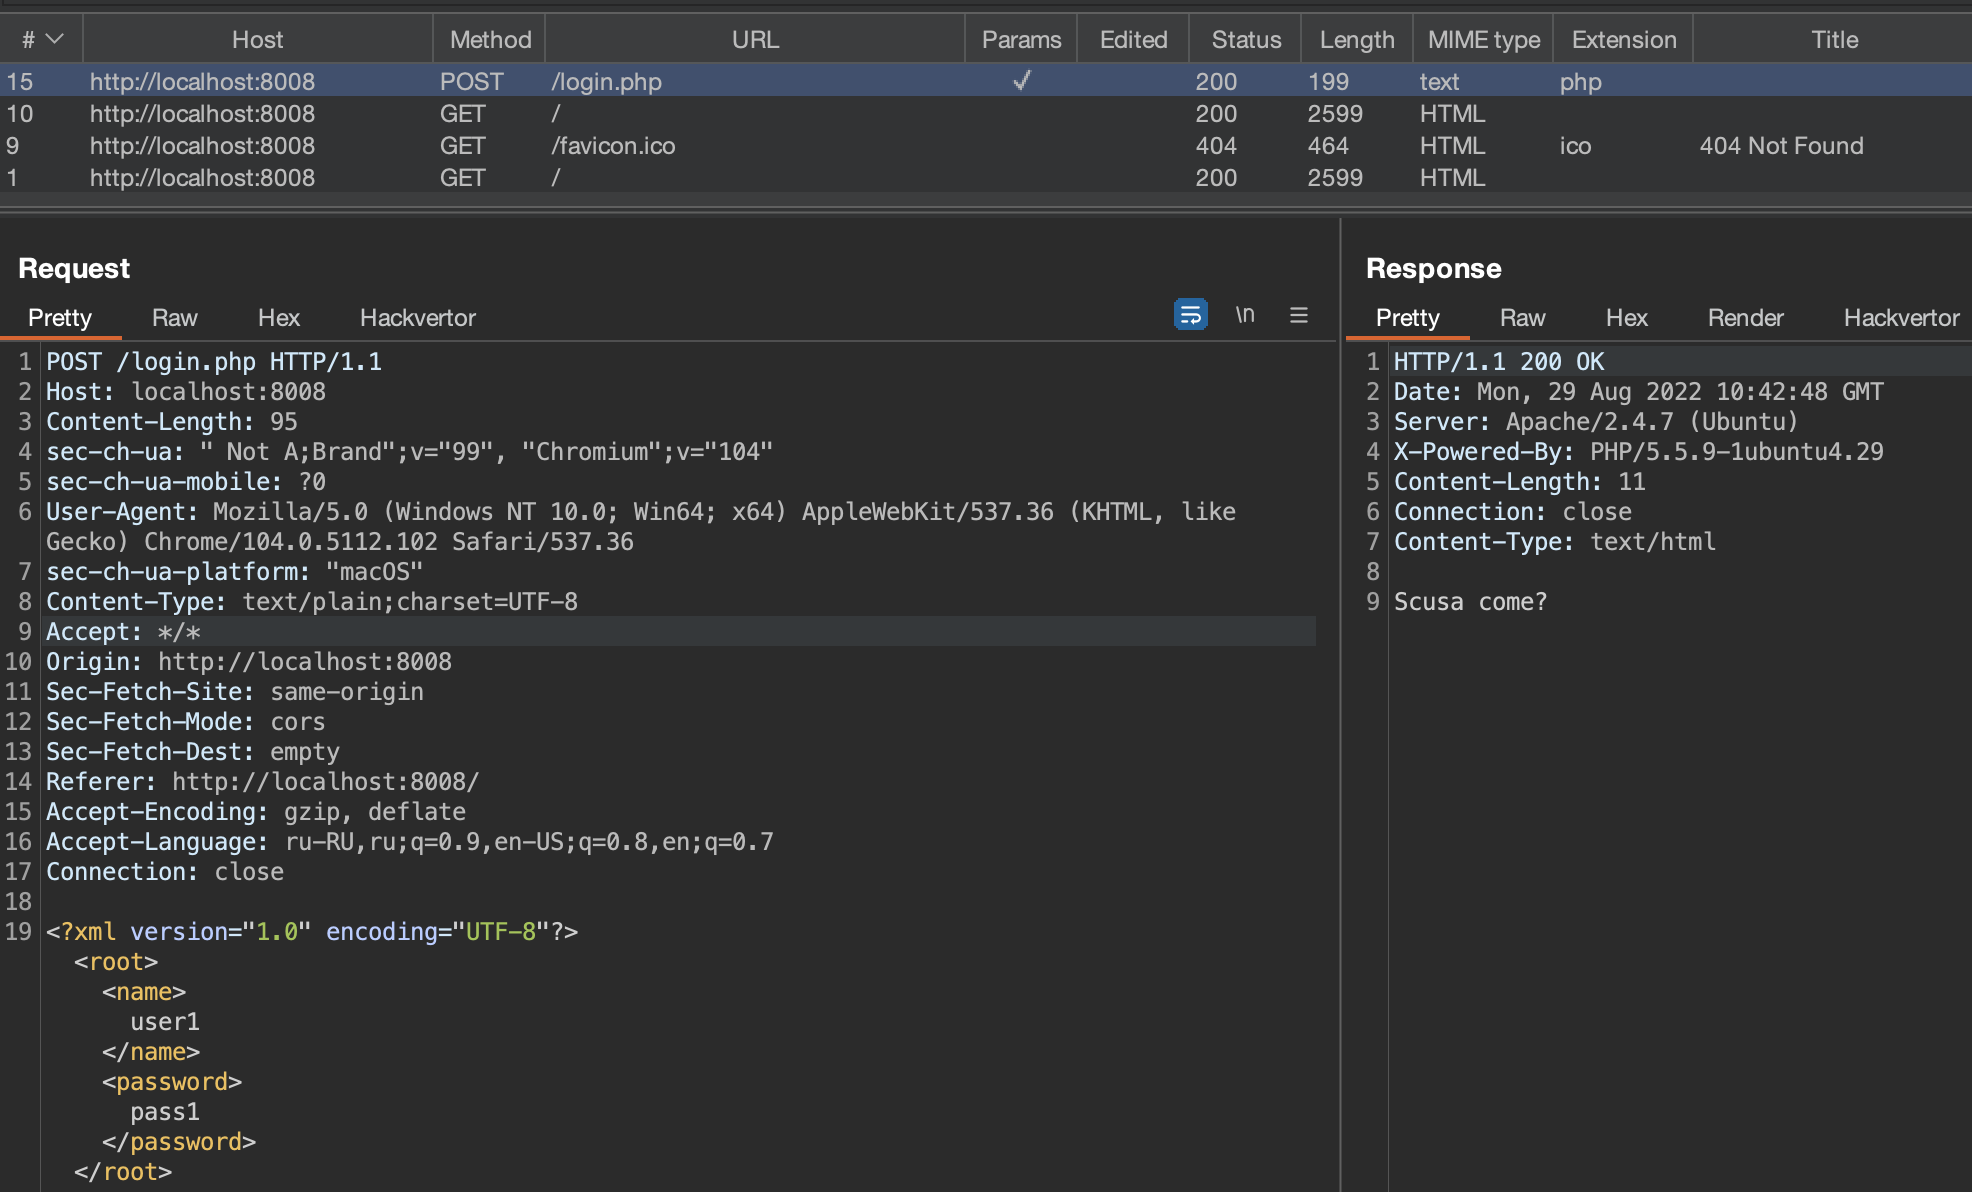 # Host Method URL Params Edited Status Length MIME type Extension Title
15 http://localhost:8008 POST /login.php ✓ 200 199 text php
10 http://localhost:8008 GET / 200 2599 HTML
9 http://localhost:8008 GET /favicon.ico 404 464 HTML ico 404 Not Found
1 http://localhost:8008 GET / 200 2599 HTML
Request
Pretty Raw Hex Hackvertor \n
1 POST /login.php HTTP/1.1
2 Host: localhost:8008
3 Content-Length: 95
4 sec-ch-ua: " Not A;Brand";v="99", "Chromium";v="104"
5 sec-ch-ua-mobile: ?0
6 User-Agent: Mozilla/5.0 (Windows NT 10.0; Win64; x64) AppleWebKit/537.36 (KHTML, like
Gecko) Chrome/104.0.5112.102 Safari/537.36
7 sec-ch-ua-platform: "macOS"
8 Content-Type: text/plain;charset=UTF-8
9 Accept: */*
10 Origin: http://localhost:8008
11 Sec-Fetch-Site: same-origin
12 Sec-Fetch-Mode: cors
13 Sec-Fetch-Dest: empty
14 Referer: http://localhost:8008/
15 Accept-Encoding: gzip, deflate
16 Accept-Language: ru-RU,ru;q=0.9,en-US;q=0.8,en;q=0.7
17 Connection: close
18
19 <?xml version="1.0" encoding="UTF-8"?>
<root>
<name>
user1
</name>
<password>
pass1
</password>
</root>
Response
Pretty Raw Hex Render Hackvertor
1 HTTP/1.1 200 OK
2 Date: Mon, 29 Aug 2022 10:42:48 GMT
3 Server: Apache/2.4.7 (Ubuntu)
4 X-Powered-By: PHP/5.5.9-1ubuntu4.29
5 Content-Length: 11
6 Connection: close
7 Content-Type: text/html
8
9 Scusa come?